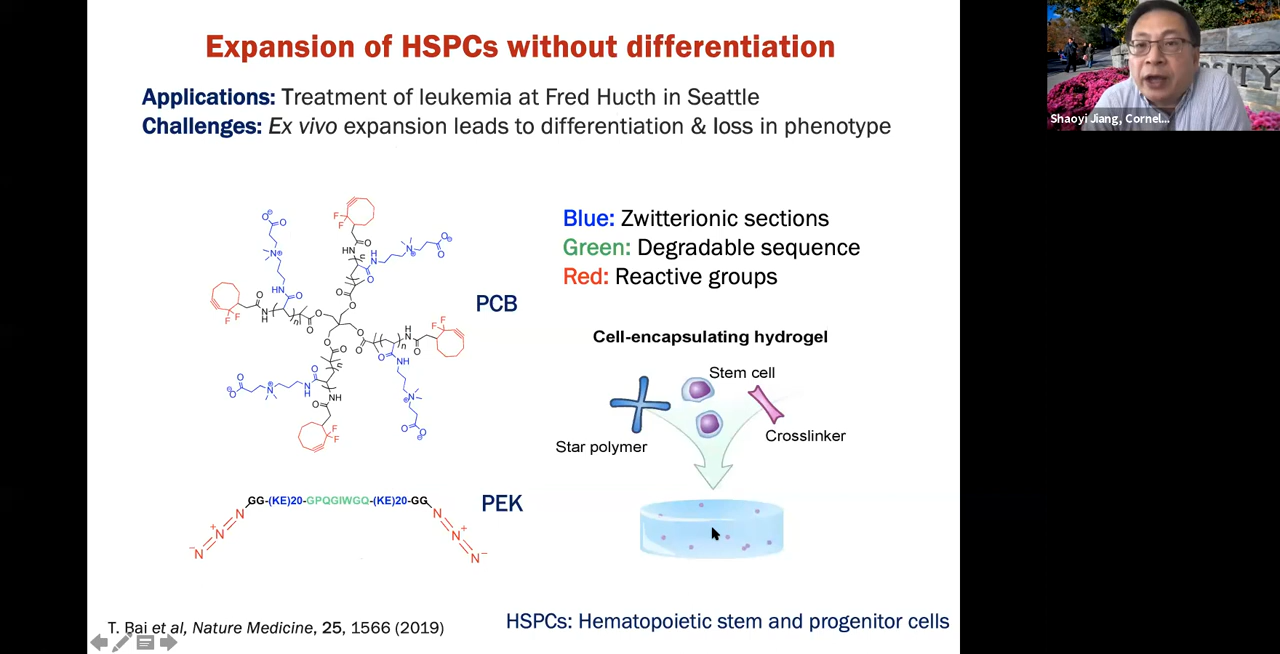 Expansion of HSPCs without differentiation
Applications: Treatment of leukemia at Fred Hucth in Seattle
Challenges: Ex vivo expansion leads to differentiation & loss in phenotype
Shaoyi Jiang, Cornel...
Blue: Zwitterionic sections
Green: Degradable sequence
Red: Reactive groups
PCB
Cell-encapsulating hydrogel
Stem cell
Star polymer
Crosslinker
GG-(KE)20-GPQGIWGQ-(KE)20-GG
PEK
T. Bai et al, Nature Medicine, 25, 1566 (2019)
HSPCs: Hematopoietic stem and progenitor cells